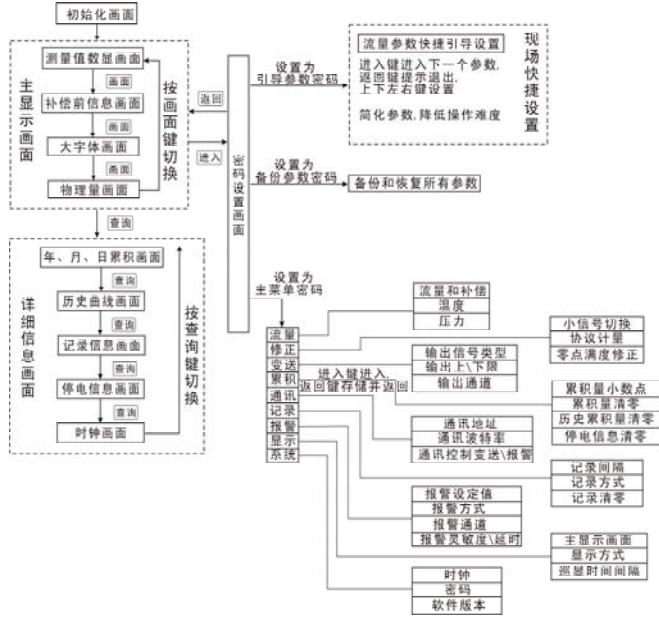 初始化画面
测量值数显画面
画面
补偿前信息画面
画面
大字体画面
画面
物理量画面
主显示画面
按画面键切换
查询
年、月、日累积画面
查询
历史曲线画面
查询
记录信息画面
查询
停电信息画面
查询
时钟画面
详细信息画面
按查询键切换
返回
进入
密码设置画面
设置为
引导参数密码
流量参数快捷引导设置
进入键进入下一个参数,
返回键提示退出,
上下左右键设置
简化参数,降低操作难度
现场快捷设置
设置为
备份参数密码
备份和恢复所有参数
设置为
主菜单密码
流量
修正
变送
累积
通讯
记录
报警
显示
系统
进入键进入,
返回键存储并返回
流量和补偿
温度
压力
小信号切换
协议计量
零点满度修正
输出信号类型
输出上\下限
输出通道
累积量小数点
累积量清零
历史累积量清零
停电信息清零
通讯地址
通讯波特率
通讯控制变送\报警
记录间隔
记录方式
记录清零
报警设定值
报警方式
报警通道
报警灵敏度\延时
主显示画面
显示方式
巡显时间间隔
时钟
密码
软件版本